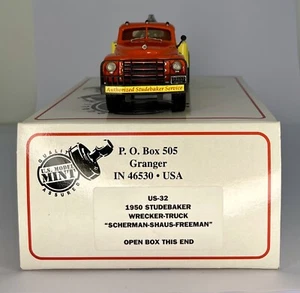 Authorized Studebaker Service
QUALITY
U.S. MODEL
MINT
ASSURED
P. O. Box 505
Granger
IN 46530 • USA
US-32
1950 STUDEBAKER
WRECKER-TRUCK
"SCHERMAN-SHAUS-FREEMAN"
OPEN BOX THIS END